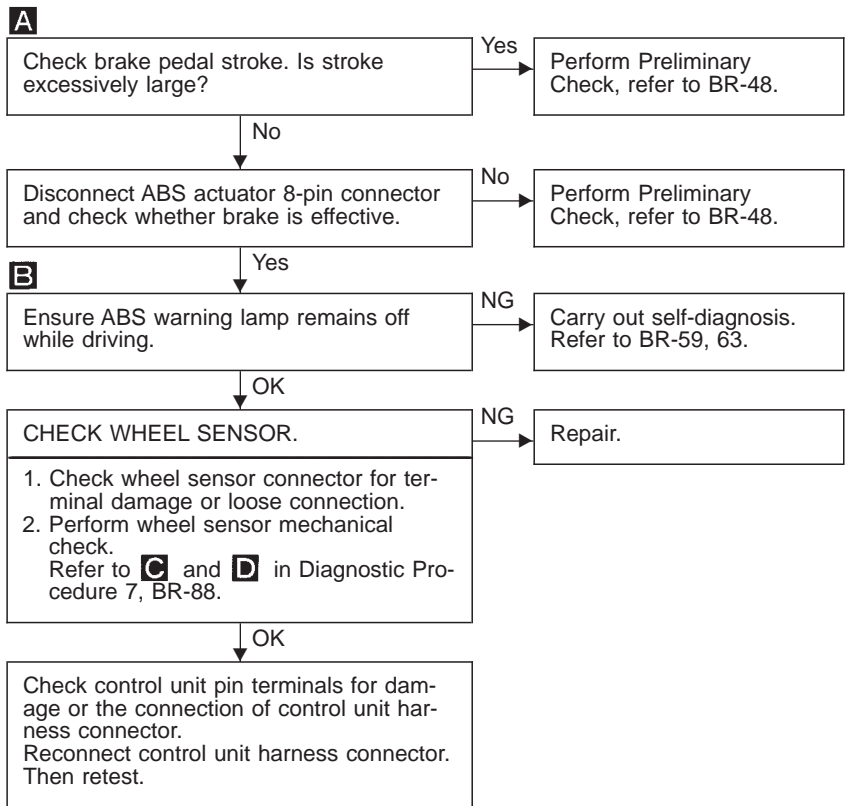 A
Check brake pedal stroke. Is stroke
excessively large?
Yes
Perform Preliminary
Check, refer to BR-48.
No
Disconnect ABS actuator 8-pin connector
and check whether brake is effective.
No
Perform Preliminary
Check, refer to BR-48.
Yes
B
Ensure ABS warning lamp remains off
while driving.
NG
Carry out self-diagnosis.
Refer to BR-59, 63.
OK
CHECK WHEEL SENSOR.
NG
Repair.
1. Check wheel sensor connector for ter-
minal damage or loose connection.
2. Perform wheel sensor mechanical
check.
Refer to C and D in Diagnostic Pro-
cedure 7, BR-88.
OK
Check control unit pin terminals for dam-
age or the connection of control unit har-
ness connector.
Reconnect control unit harness connector.
Then retest.